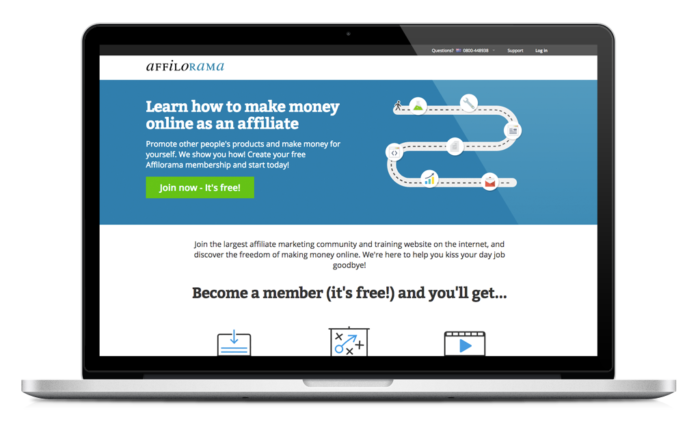 Questions? 0800-448938
Support
Log in
AFFILORAMA
Learn how to make money
online as an affiliate
Promote other people's products and make money for
yourself. We show you how! Create your free
Affilorama membership and start today!
Join now - It's free!
Join the largest affiliate marketing community and training website on the internet, and
discover the freedom of making money online. We're here to help you kiss your day job
goodbye!
Become a member (it's free!) and you'll get...